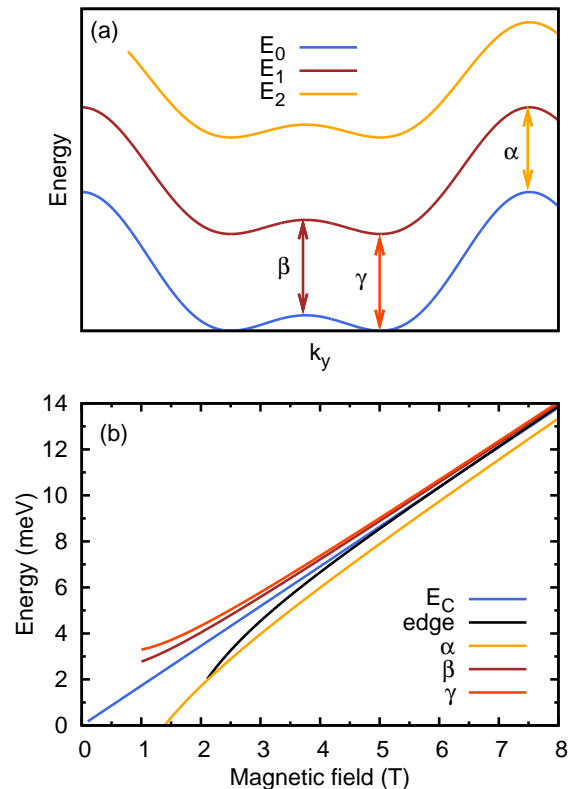 (a)
E0
E1
E2
Energy
α
β
γ
ky
14
12
10
8
6
4
2
0
(b)
Energy (meV)
EC
edge
α
β
γ
0 1 2 3 4 5 6 7 8
Magnetic field (T)